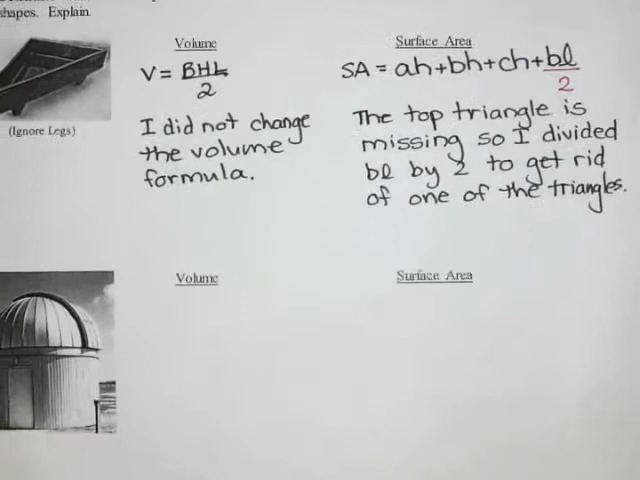 shapes. Explain.
Volume
Surface Area
V = BHL
2
SA = ah+bh+ch+bl
2
(Ignore Legs)
I did not change
the volume
formula.
The top triangle is
missing so I divided
bl by 2 to get rid
of one of the triangles.
Volume
Surface Area